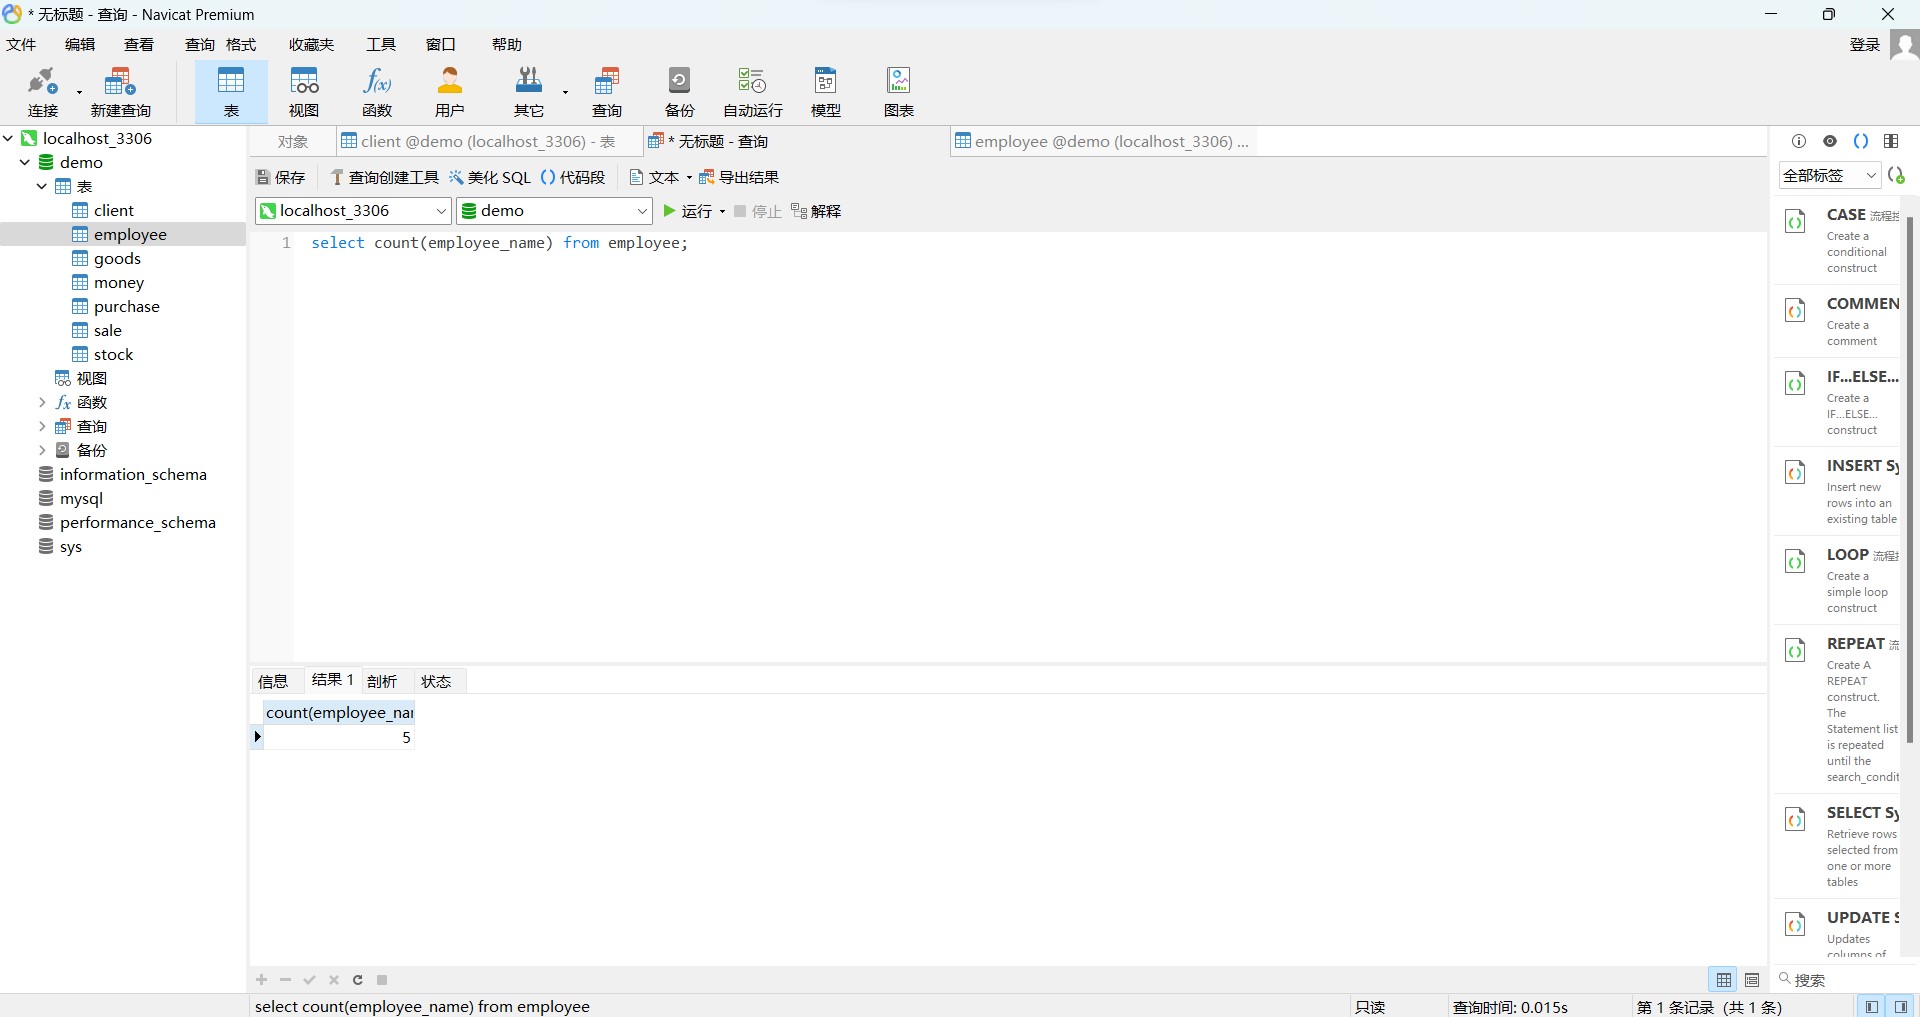 * 无标题 - 查询 - Navicat Premium
文件 编辑 查看 查询 格式 收藏夹 工具 窗口 帮助 登录
连接 新建查询 表 视图 函数 用户 其它 查询 备份 自动运行 模型 图表
localhost_3306
demo
表
client
employee
goods
money
purchase
sale
stock
视图
函数
查询
备份
information_schema
mysql
performance_schema
sys
对象 client @demo (localhost_3306) - 表 * 无标题 - 查询 employee @demo (localhost_3306) ...
保存 查询创建工具 美化 SQL 代码段 文本 导出结果
localhost_3306 demo 运行 停止 解释
1 select count(employee_name) from employee;
信息 结果 1 剖析 状态
count(employee_nar
5
全部标签
CASE 流程控
Create a
conditional
construct
COMMEN
Create a
comment
IF...ELSE...
Create a
IF...ELSE...
construct
INSERT Sy
Insert new
rows into an
existing table
LOOP 流程控
Create a
simple loop
construct
REPEAT 流
Create A
REPEAT
construct.
The
Statement list
is repeated
until the
search_condit
SELECT Sy
Retrieve rows
selected from
one or more
tables
UPDATE S
Updates
columns of
搜索
select count(employee_name) from employee 只读 查询时间: 0.015s 第 1 条记录 (共 1 条)